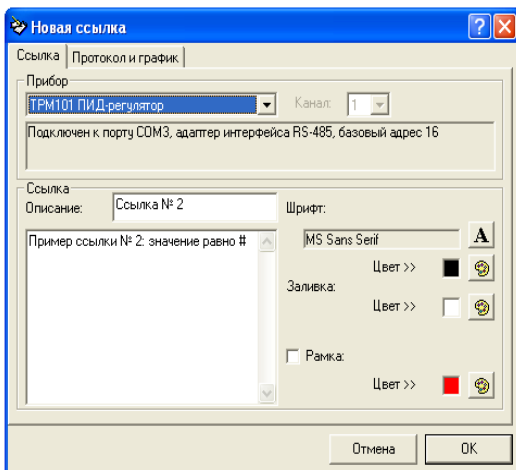 Новая ссылка
Ссылка Протокол и график
Прибор
ТРМ101 ПИД-регулятор Канал: 1
Подключен к порту COM3, адаптер интерфейса RS-485, базовый адрес 16
Ссылка
Описание: Ссылка № 2 Шрифт:
Пример ссылки № 2: значение равно # MS Sans Serif A
Цвет >>
Заливка:
Цвет >>
Рамка:
Цвет >>
Отмена OK